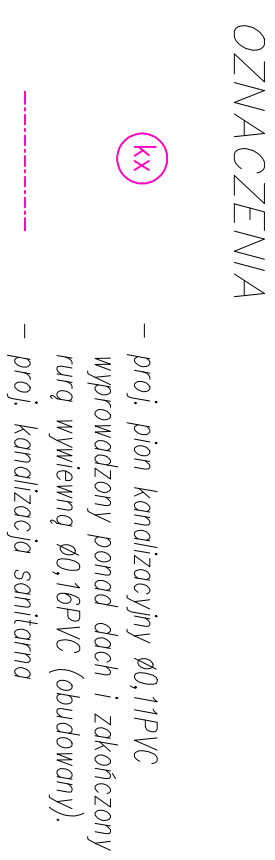 OZNACZENIA
kx - proj. pion kanalizacyjny ø0,11PVC
wyprowadzony ponad dach i zakończony
rurą wywiewną ø0,16PVC (obudowany).
- proj. kanalizacja sanitarna